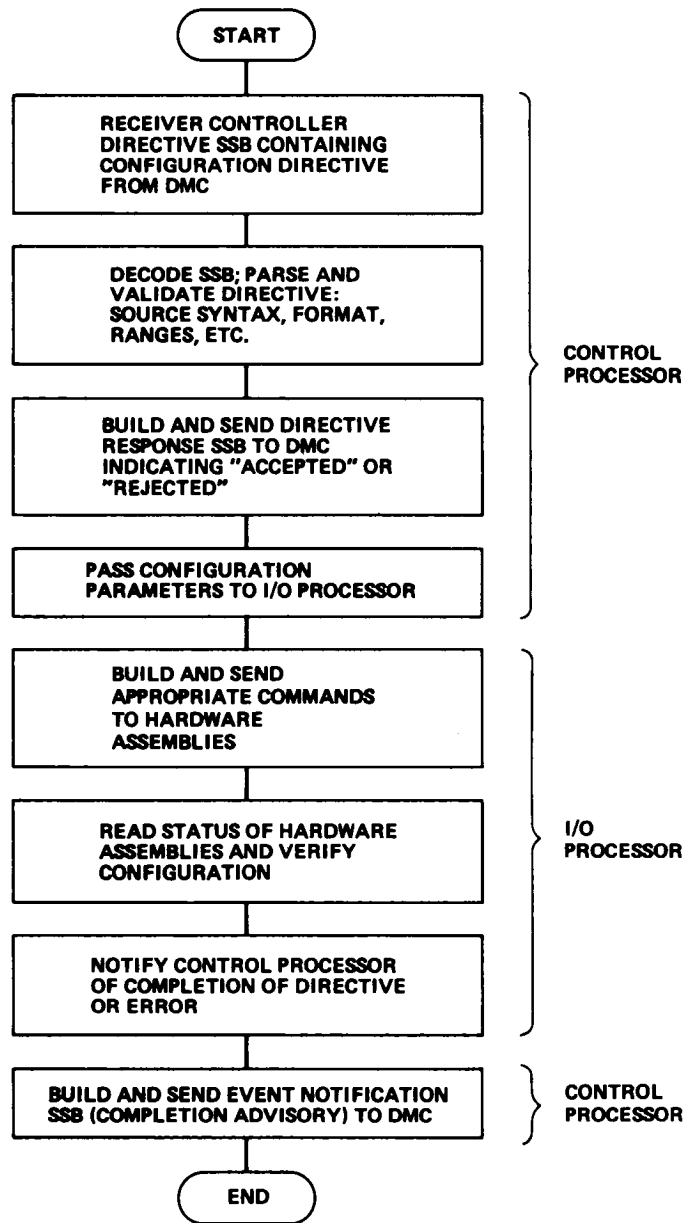 START
RECEIVER CONTROLLER
DIRECTIVE SSB CONTAINING
CONFIGURATION DIRECTIVE
FROM DMC
DECODE SSB; PARSE AND
VALIDATE DIRECTIVE:
SOURCE SYNTAX, FORMAT,
RANGES, ETC.
CONTROL
PROCESSOR
BUILD AND SEND DIRECTIVE
RESPONSE SSB TO DMC
INDICATING "ACCEPTED" OR
"REJECTED"
PASS CONFIGURATION
PARAMETERS TO I/O PROCESSOR
BUILD AND SEND
APPROPRIATE COMMANDS
TO HARDWARE
ASSEMBLIES
READ STATUS OF HARDWARE
ASSEMBLIES AND VERIFY
CONFIGURATION
I/O
PROCESSOR
NOTIFY CONTROL PROCESSOR
OF COMPLETION OF DIRECTIVE
OR ERROR
BUILD AND SEND EVENT NOTIFICATION
SSB (COMPLETION ADVISORY) TO DMC
CONTROL
PROCESSOR
END